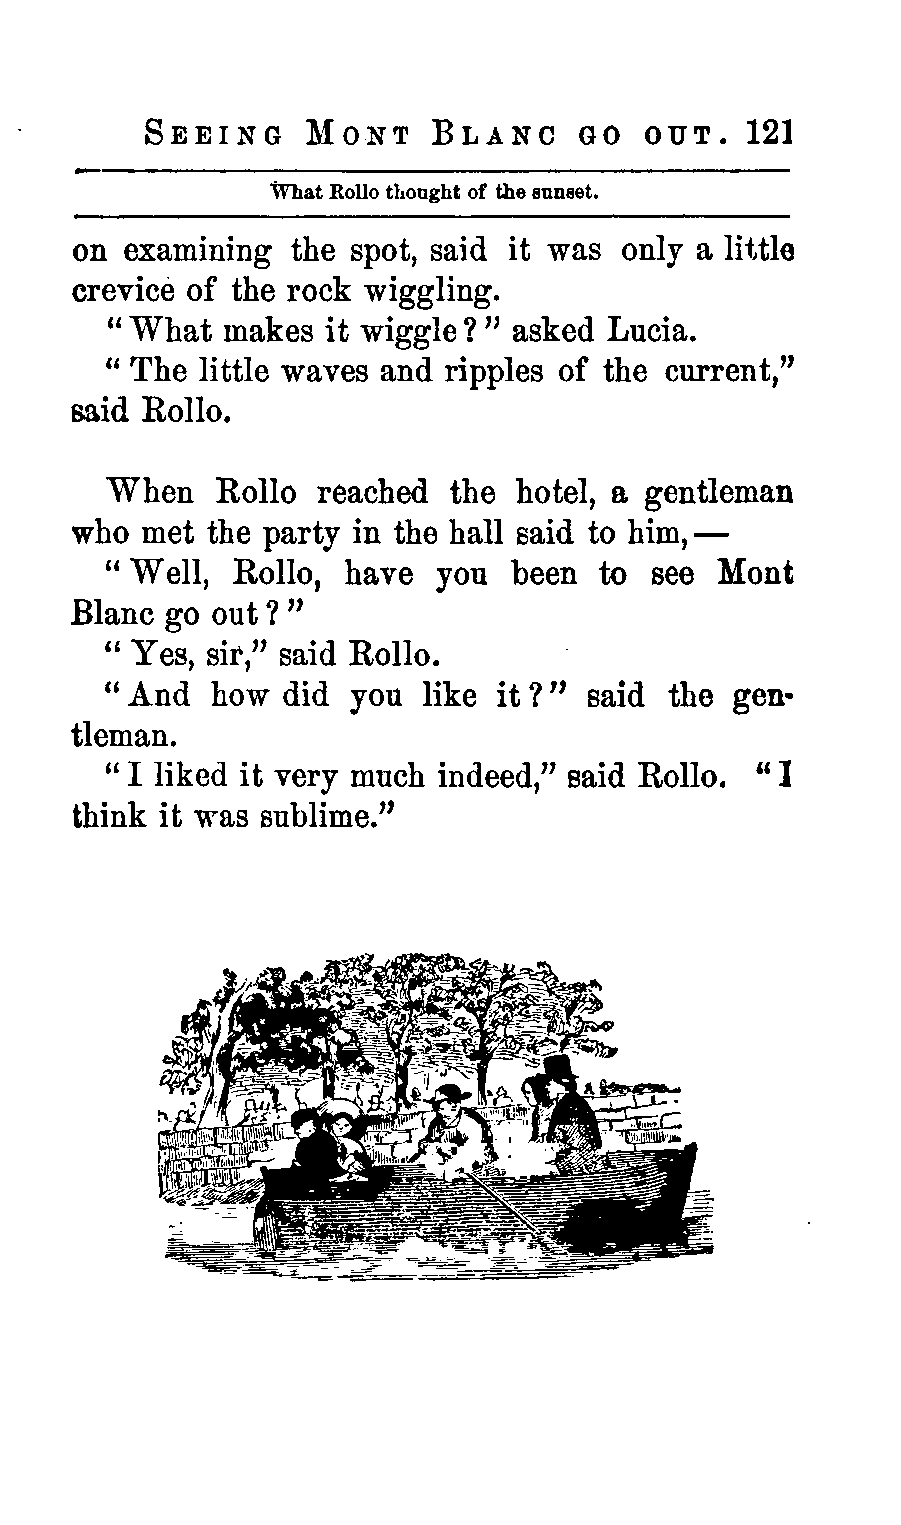 SEEING MONT BLANC GO OUT. 121
What Rollo thought of the sunset.
on examining the spot, said it was only a little
crevice of the rock wiggling.
“What makes it wiggle?” asked Lucia.
“The little waves and ripples of the current,”
said Rollo.
When Rollo reached the hotel, a gentleman
who met the party in the hall said to him,—
“Well, Rollo, have you been to see Mont
Blanc go out?”
“Yes, sir,” said Rollo.
“And how did you like it?” said the gen-
tleman.
“I liked it very much indeed,” said Rollo. “I
think it was sublime.”